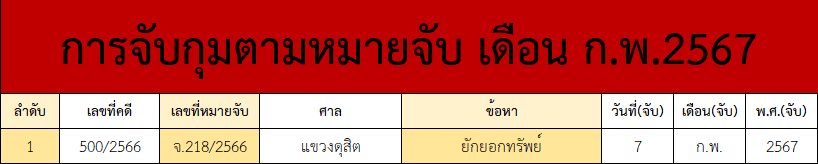 การจับกุมตามหมายจับ เดือน ก.พ.2567
ลำดับ เลขที่คดี เลขที่หมายจับ ศาล ข้อหา วันที่(จับ) เดือน(จับ) พ.ศ.(จับ)
1 500/2566 จ.218/2566 แขวงดุสิต ยักยอกทรัพย์ 7 ก.พ. 2567